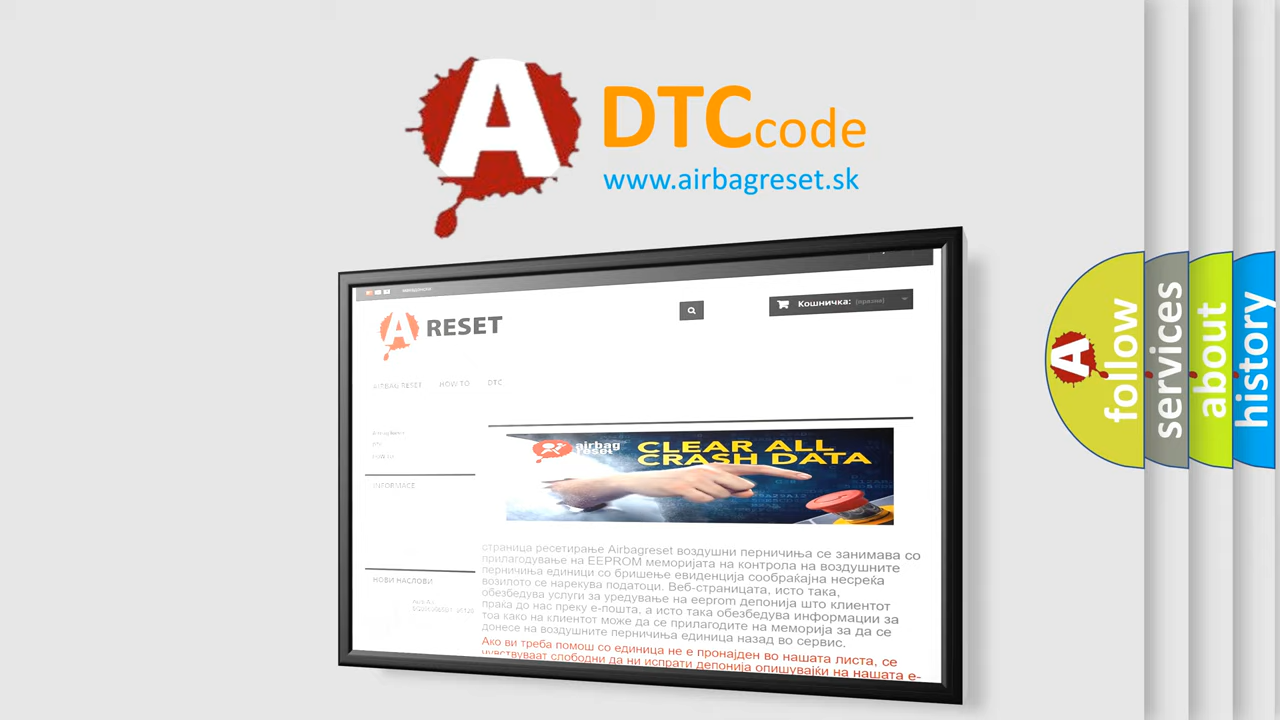 A
DTC code
www.airbagreset.sk
A RESET
Кошничка: (празни)
AIRBAG RESET HOW TO DTC
INFORMACE
airbag
reset
CLEAR ALL
CRASH DATA
страница ресетирање Airbagreset воздушни перничиња се занимава со
прилагодување на EEPROM меморијата на контрола на воздушните
перничиња единици со бришење евиденција сообраќајна несреќа
возилото се нарекува податоци. Веб-страницата, исто така,
обезбедува услуги за уредување на eeprom депонија што клиентот
праќа до нас преку е-пошта, а исто така обезбедува информации за
тоа како на клиентот може да се прилагодите на меморија за да се
донесе на воздушните перничиња единица назад во сервис.
Ако ви треба помош со единица не е пронајден во нашата листа, се
чувствуваат слободни да ни испрати депонија опишувајќи на нашата е-
НОВИ НАСЛОВИ
A
follow
services
about
history